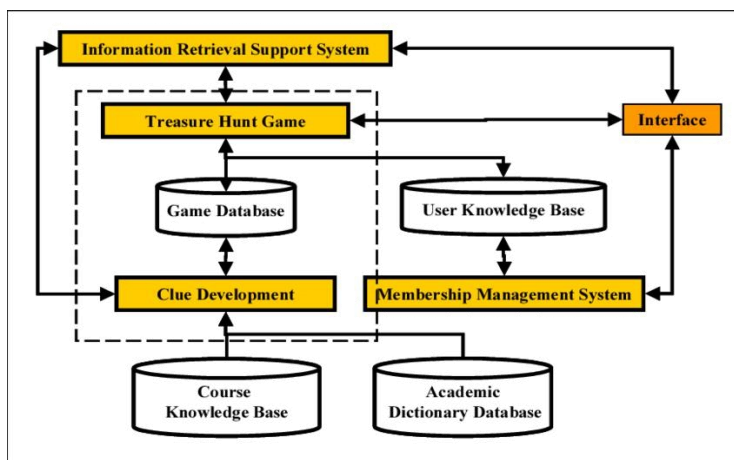 Information Retrieval Support System
Treasure Hunt Game
Interface
Game Database
User Knowledge Base
Clue Development
Membership Management System
Course
Knowledge Base
Academic
Dictionary Database